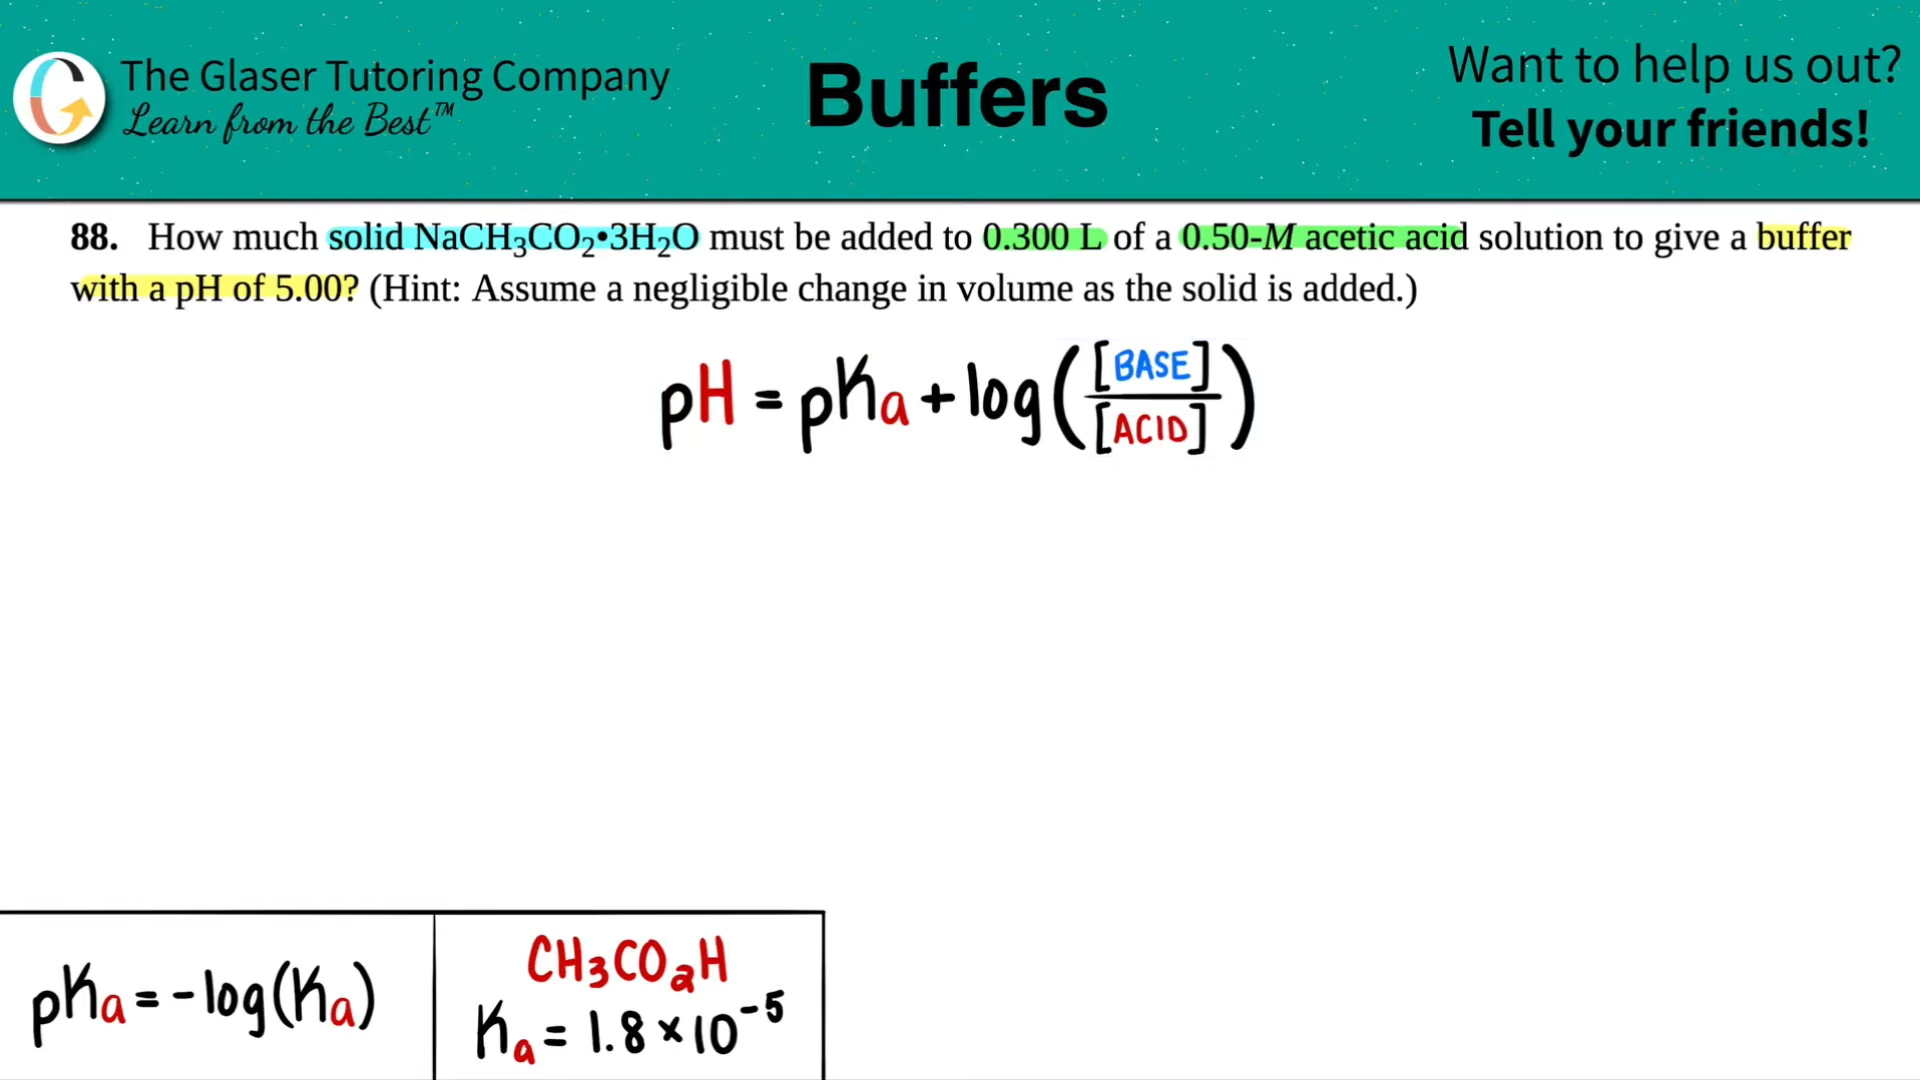 The Glaser Tutoring Company
Learn from the Best™
Buffers
Want to help us out?
Tell your friends!
88. How much solid NaCH₃CO₂•3H₂O must be added to 0.300 L of a 0.50-M acetic acid solution to give a buffer
with a pH of 5.00? (Hint: Assume a negligible change in volume as the solid is added.)
pH = pKa + log([BASE]/[ACID])
pKa = -log(Ka)
CH₃CO₂H
Ka = 1.8 × 10⁻⁵